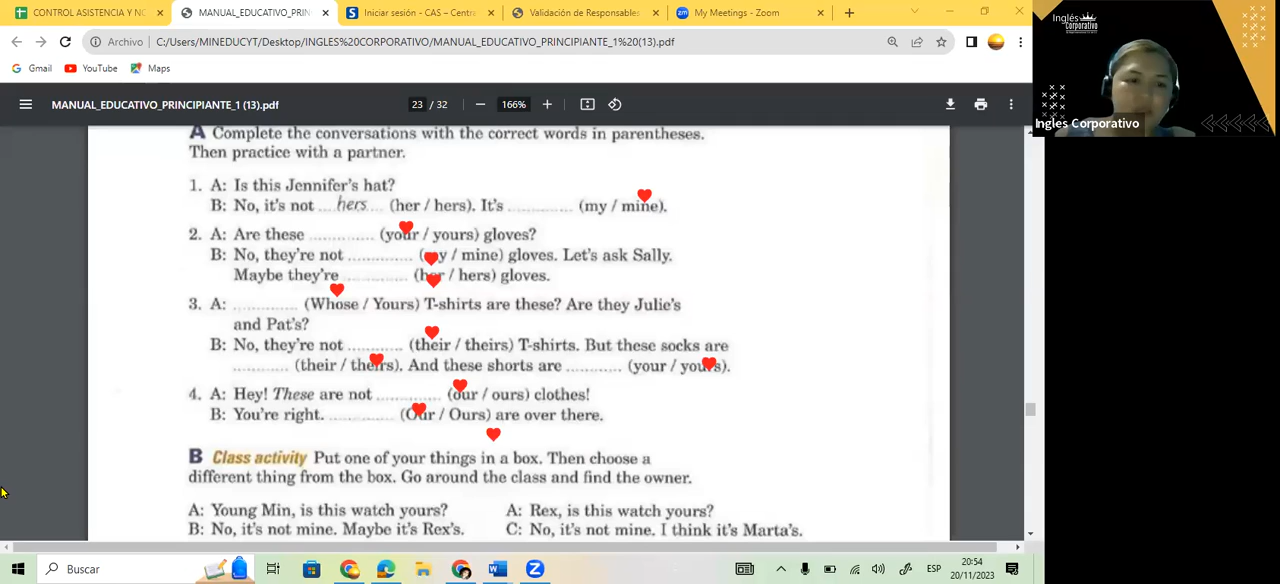 CONTROL ASISTENCIA Y NO
MANUAL_EDUCATIVO_PRIN
Iniciar sesión - CAS – Centra
Validación de Responsables
My Meetings - Zoom
Archivo
C:/Users/MINEDUCYT/Desktop/INGLES%20CORPORATIVO/MANUAL_EDUCATIVO_PRINCIPIANTE_1%20(13).pdf
Gmail
YouTube
Maps
MANUAL_EDUCATIVO_PRINCIPIANTE_1 (13).pdf
23 / 32
166%
A Complete the conversations with the correct words in parentheses.
Then practice with a partner.
1. A: Is this Jennifer's hat?
B: No, it's not ....hers.... (her / hers). It's ............ (my / mine).
2. A: Are these ............ (your / yours) gloves?
B: No, they're not ............ (my / mine) gloves. Let's ask Sally.
Maybe they're ............ (her / hers) gloves.
3. A: ............ (Whose / Yours) T-shirts are these? Are they Julie's
and Pat's?
B: No, they're not ............ (their / theirs) T-shirts. But these socks are
............ (their / theirs). And these shorts are ............ (your / yours).
4. A: Hey! These are not ............ (our / ours) clothes!
B: You're right. ............ (Our / Ours) are over there.
B Class activity Put one of your things in a box. Then choose a
different thing from the box. Go around the class and find the owner.
A: Young Min, is this watch yours?
B: No, it's not mine. Maybe it's Rex's.
A: Rex, is this watch yours?
C: No, it's not mine. I think it's Marta's.
Inglés
Corporativo
Ingles Corporativo
Buscar
ESP
20:54
20/11/2023